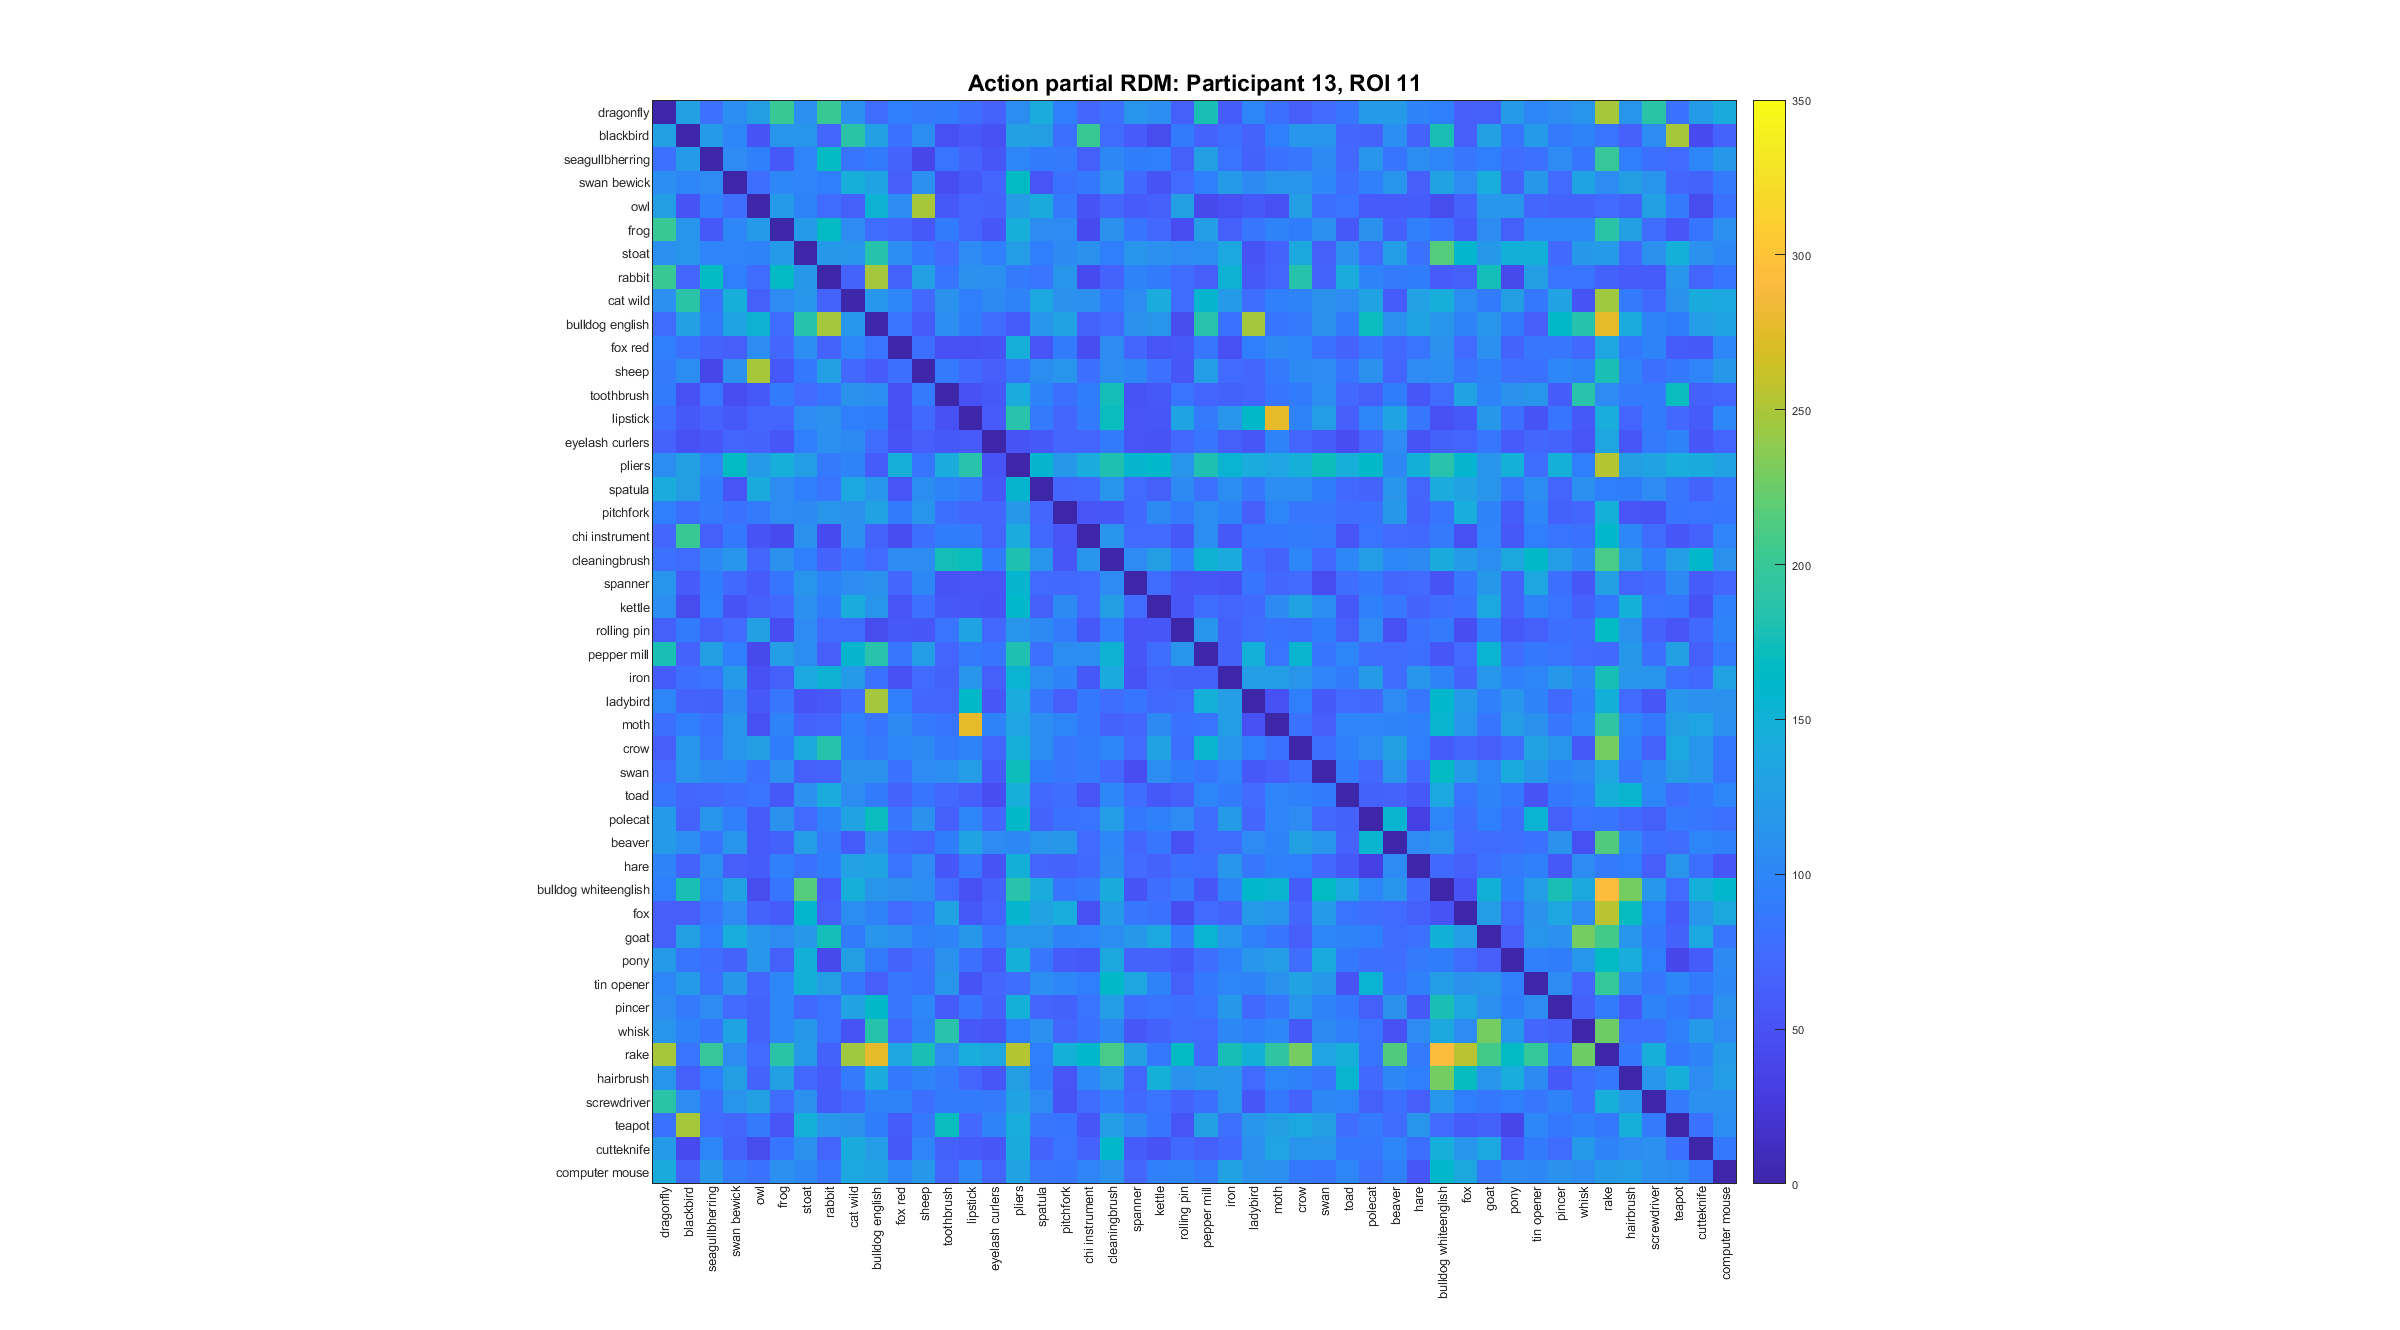 Action partial RDM: Participant 13, ROI 11
dragonfly
blackbird
seagullbherring
swan bewick
owl
frog
stoat
rabbit
cat wild
bulldog english
fox red
sheep
toothbrush
lipstick
eyelash curlers
pliers
spatula
pitchfork
chi instrument
cleaningbrush
spanner
kettle
rolling pin
pepper mill
iron
ladybird
moth
crow
swan
toad
polecat
beaver
hare
bulldog whiteenglish
fox
goat
pony
tin opener
pincer
whisk
rake
hairbrush
screwdriver
teapot
cutteknife
computer mouse
350
300
250
200
150
100
50
0
dragonfly
blackbird
seagullbherring
swan bewick
owl
frog
stoat
rabbit
cat wild
bulldog english
fox red
sheep
toothbrush
lipstick
eyelash curlers
pliers
spatula
pitchfork
chi instrument
cleaningbrush
spanner
kettle
rolling pin
pepper mill
iron
ladybird
moth
crow
swan
toad
polecat
beaver
hare
bulldog whiteenglish
fox
goat
pony
tin opener
pincer
whisk
rake
hairbrush
screwdriver
teapot
cutteknife
computer mouse